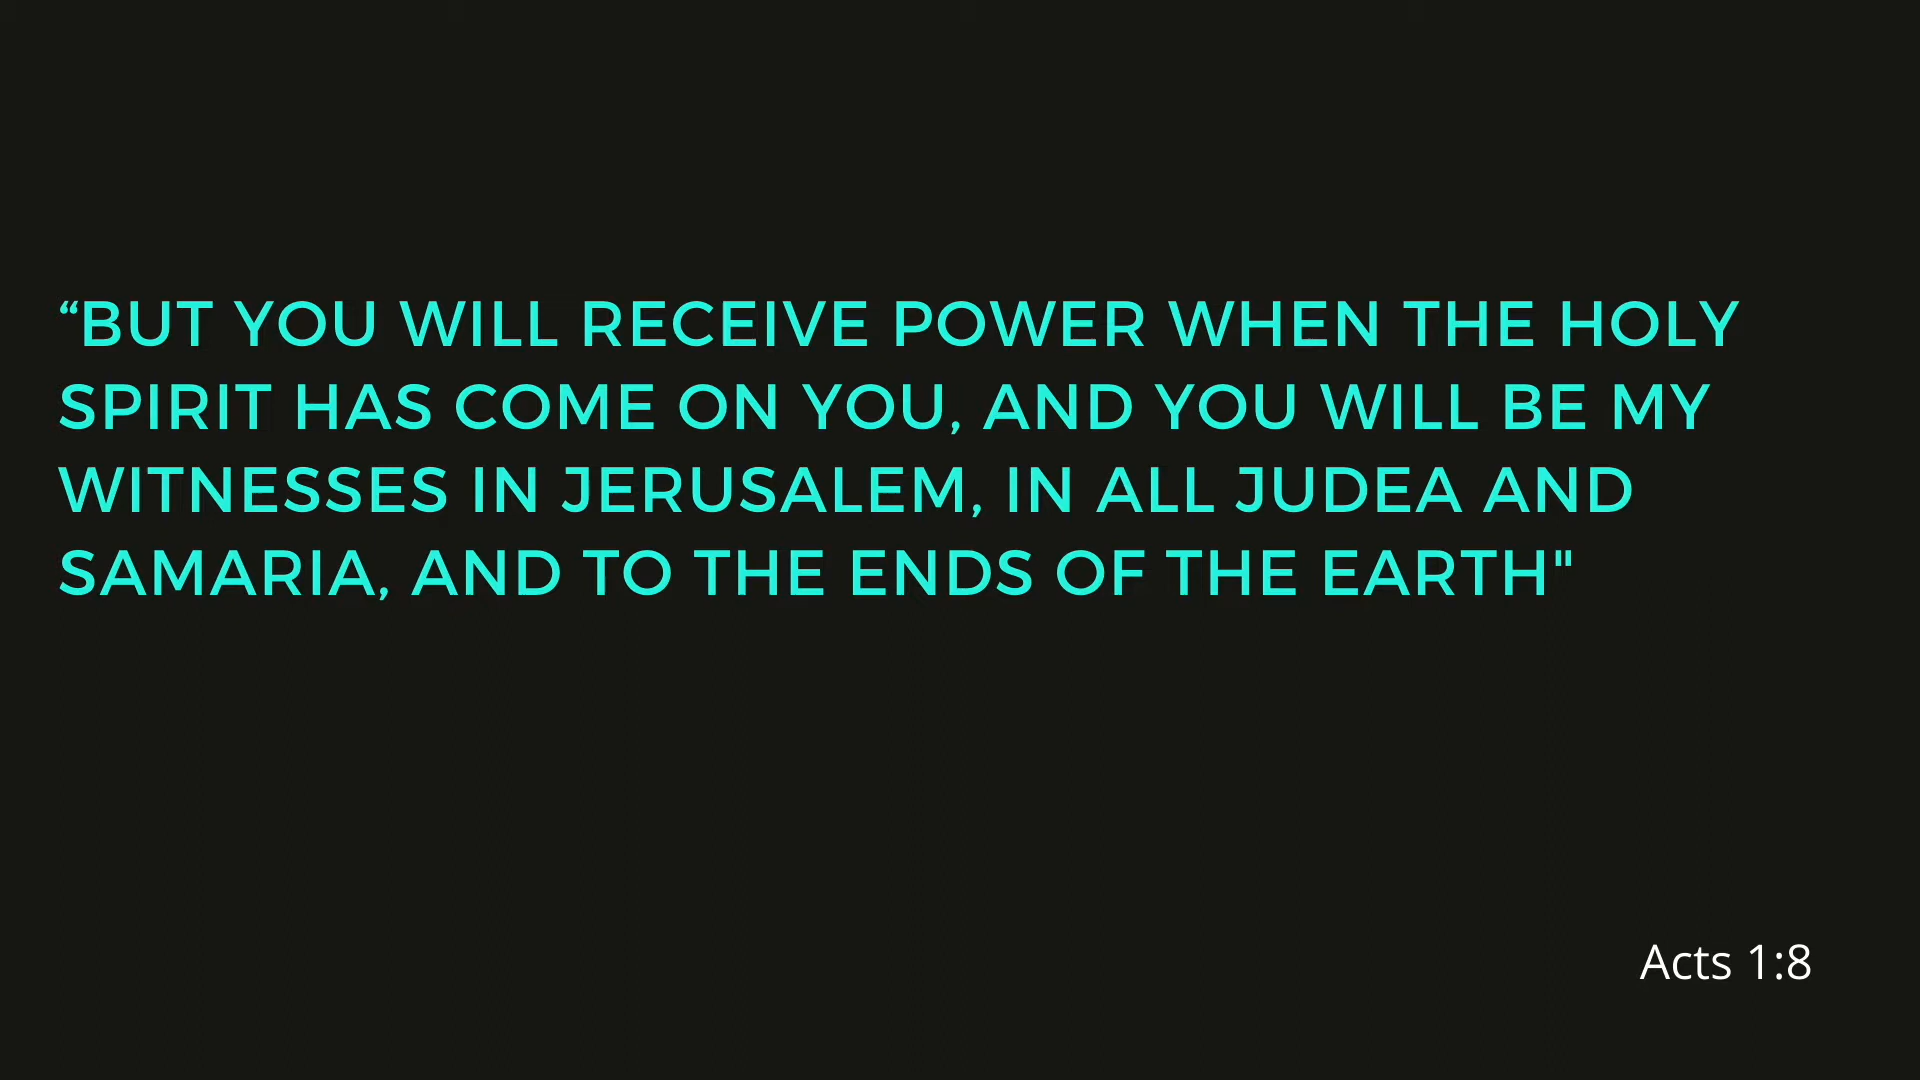 “BUT YOU WILL RECEIVE POWER WHEN THE HOLY
SPIRIT HAS COME ON YOU, AND YOU WILL BE MY
WITNESSES IN JERUSALEM, IN ALL JUDEA AND
SAMARIA, AND TO THE ENDS OF THE EARTH"
Acts 1:8